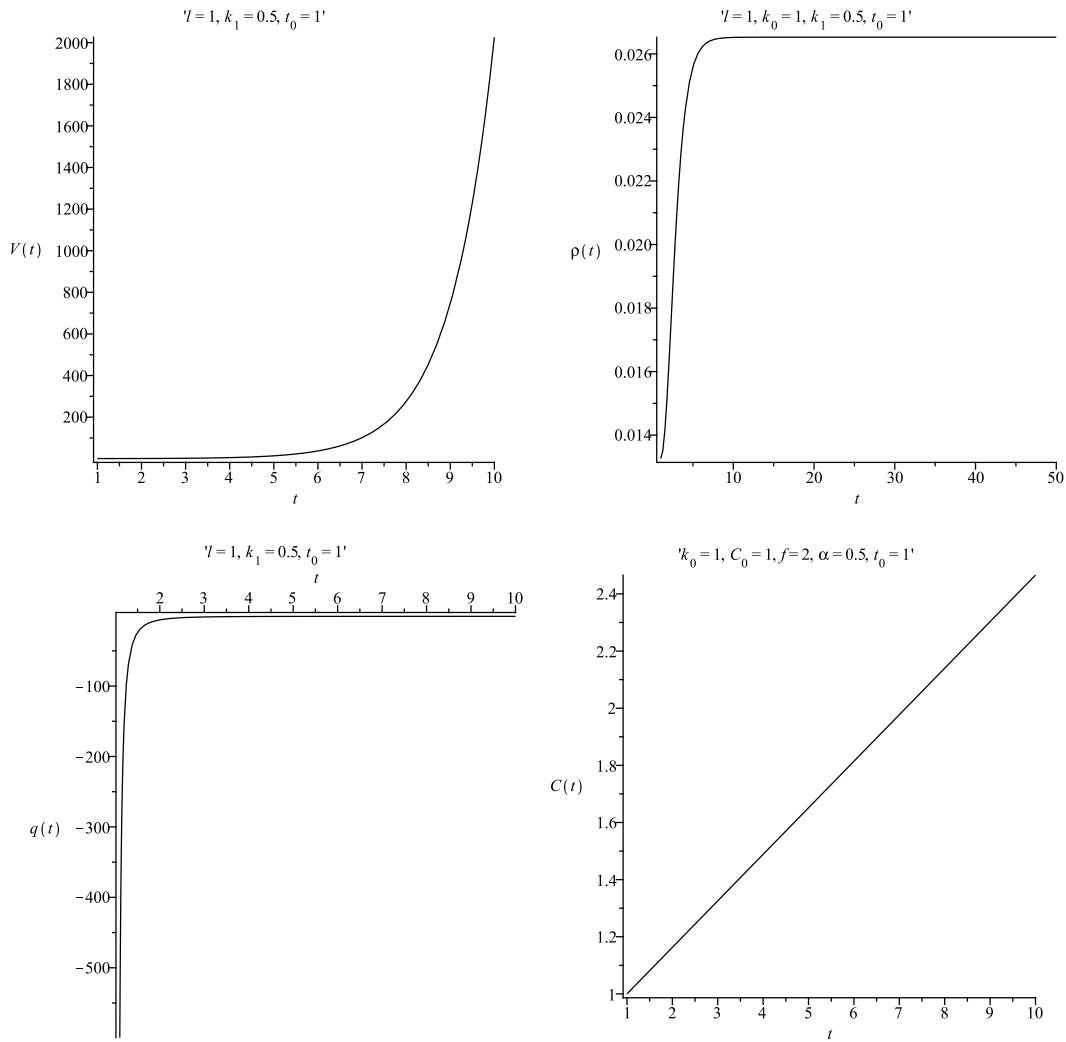 'l = 1, k₁ = 0.5, t₀ = 1'
2000
1800
1600
1400
1200
1000
V(t)
800
600
400
200
1 2 3 4 5 6 7 8 9 10
t
'l = 1, k₀ = 1, k₁ = 0.5, t₀ = 1'
0.026
0.024
0.022
0.020
ρ(t)
0.018
0.016
0.014
10 20 30 40 50
t
'l = 1, k₁ = 0.5, t₀ = 1'
t
2 3 4 5 6 7 8 9 10
−100
−200
−300
q(t)
−400
−500
'k₀ = 1, C₀ = 1, f = 2, α = 0.5, t₀ = 1'
2.4
2.2
2
1.8
C(t)
1.6
1.4
1.2
1
1 2 3 4 5 6 7 8 9 10
t